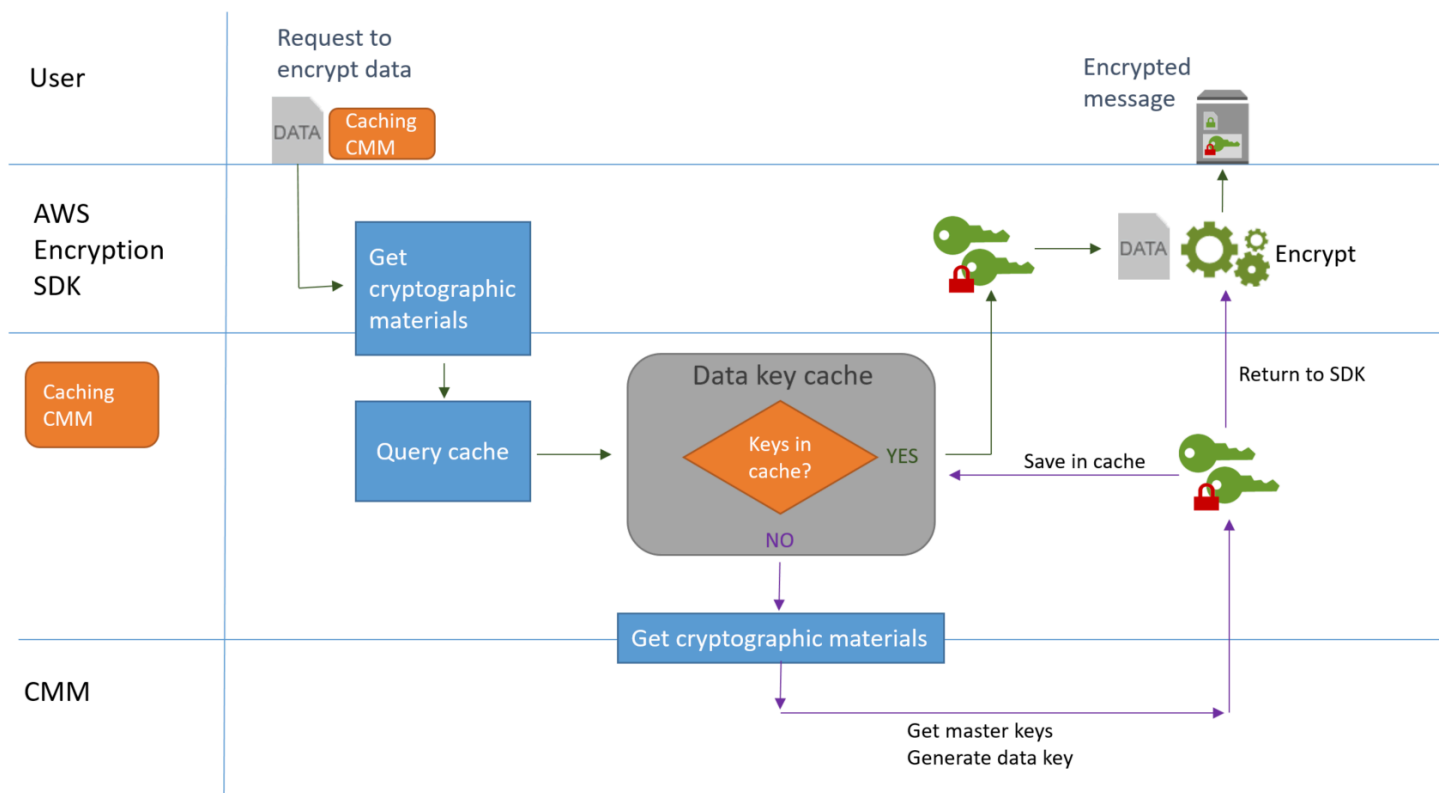 User
Request to
encrypt data
DATA
Caching
CMM
Encrypted
message
AWS
Encryption
SDK
Get
cryptographic
materials
DATA
Encrypt
Caching
CMM
Query cache
Data key cache
Keys in
cache?
YES
NO
Save in cache
Return to SDK
Get cryptographic materials
CMM
Get master keys
Generate data key